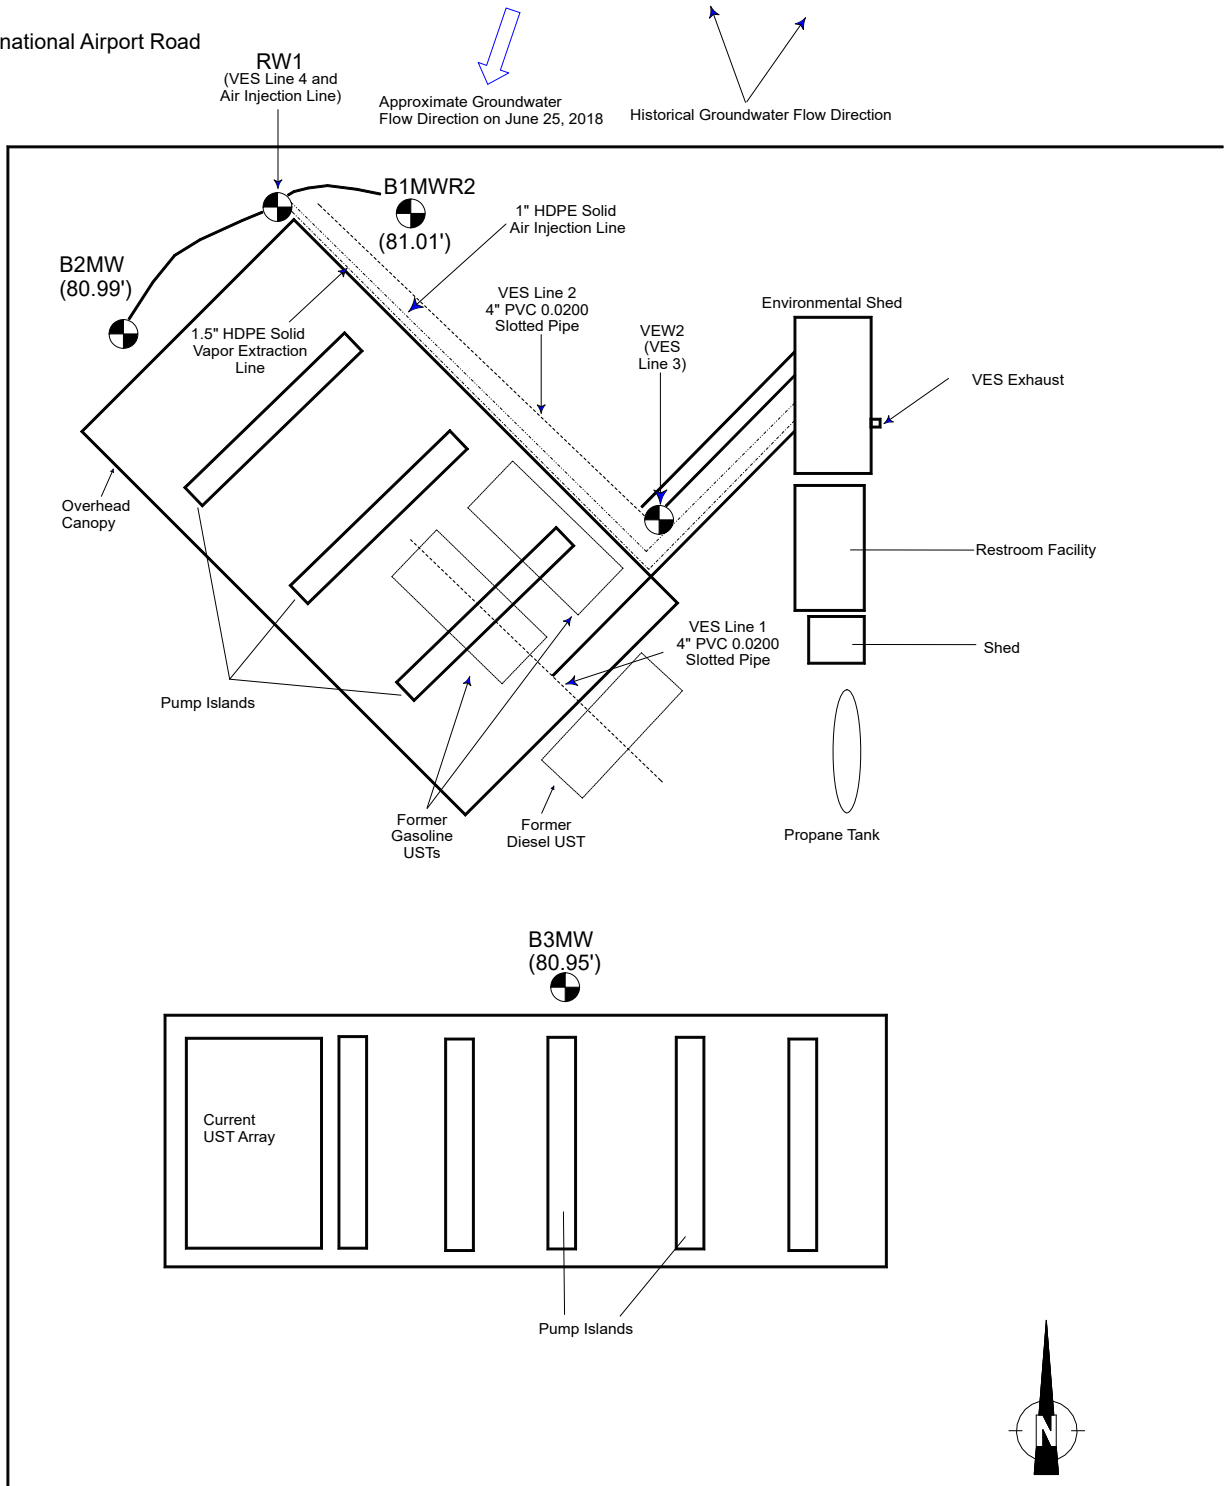 national Airport Road
RW1
(VES Line 4 and
Air Injection Line)
Approximate Groundwater
Flow Direction on June 25, 2018
Historical Groundwater Flow Direction
B1MWR2
(81.01')
1" HDPE Solid
Air Injection Line
B2MW
(80.99')
1.5" HDPE Solid
Vapor Extraction
Line
VES Line 2
4" PVC 0.0200
Slotted Pipe
VEW2
(VES
Line 3)
Environmental Shed
VES Exhaust
Overhead
Canopy
Restroom Facility
VES Line 1
4" PVC 0.0200
Slotted Pipe
Shed
Pump Islands
Former
Gasoline
USTs
Former
Diesel UST
Propane Tank
B3MW
(80.95')
Current
UST Array
Pump Islands
N